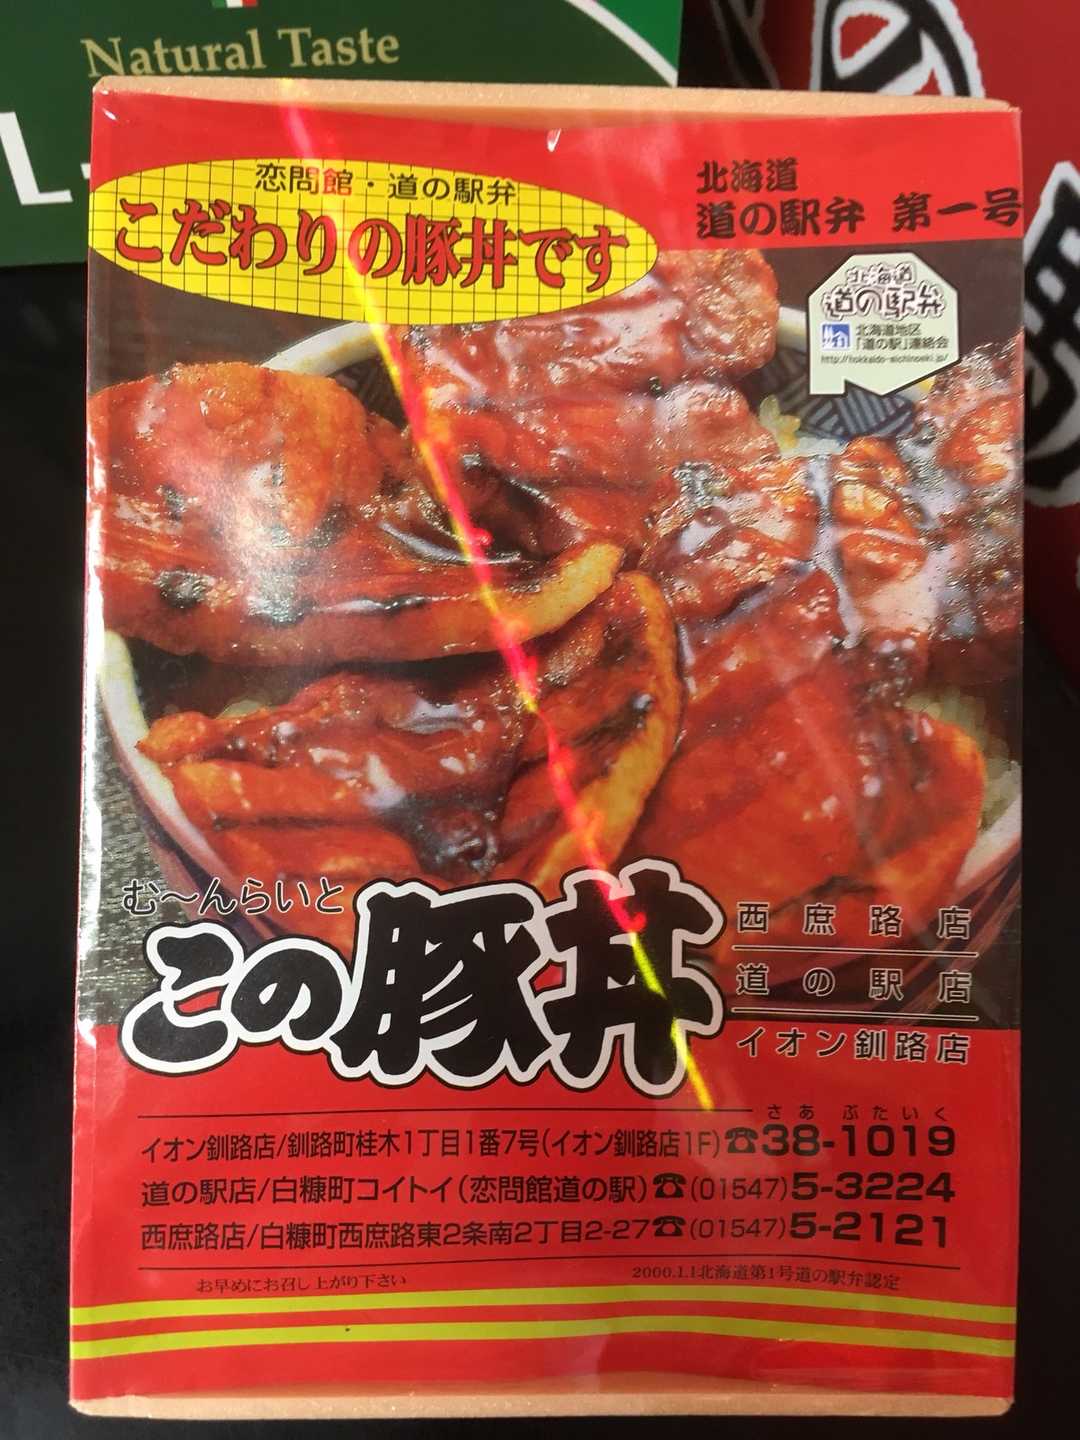 Natural Taste
恋問館・道の駅弁
こだわりの豚丼です
北海道
道の駅弁 第一号
北海道
道の駅弁
北海道地区
「道の駅」連絡会
む〜んらいと
この豚丼
西庶路店
道の駅店
イオン釧路店
さあ ぶたいく
イオン釧路店/釧路町桂木1丁目1番7号(イオン釧路店1F)☎38-1019
道の駅店/白糠町コイトイ(恋問館道の駅)☎(01547)5-3224
西庶路店/白糠町西庶路東2条南2丁目2-27☎(01547)5-2121
お早めにお召し上がり下さい
2000.1.1北海道第1号道の駅弁認定